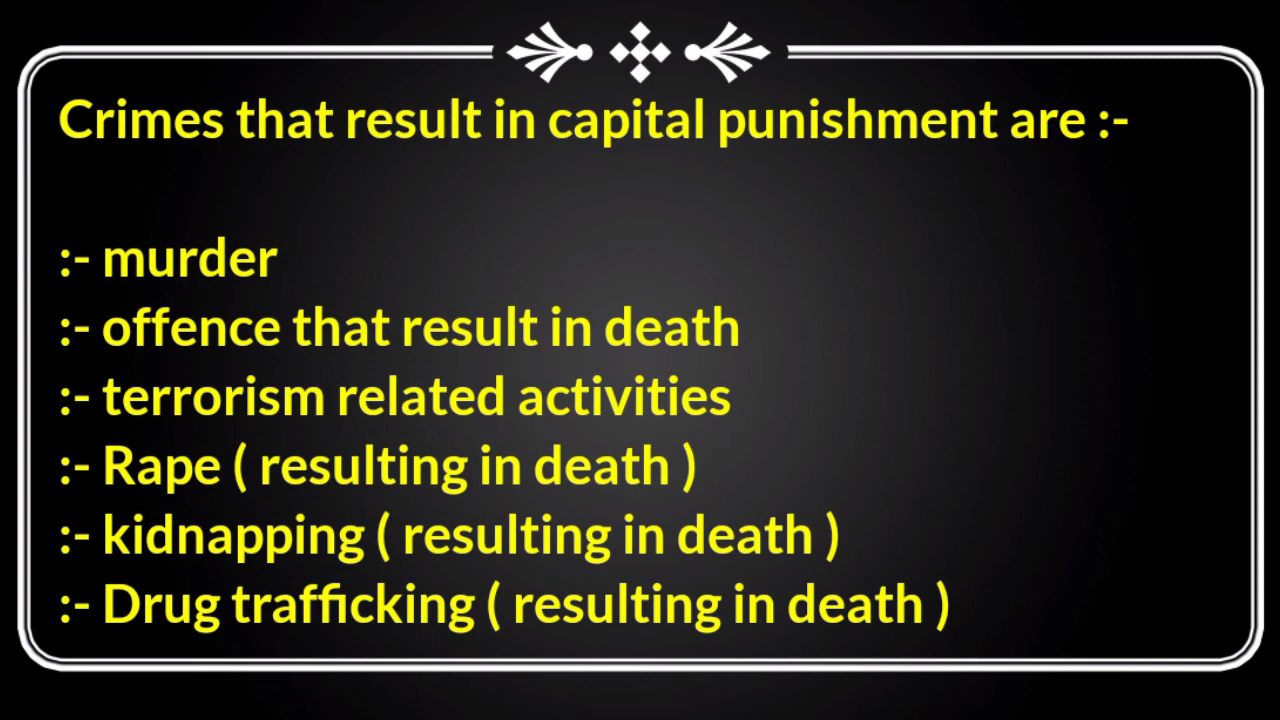 Crimes that result in capital punishment are :-
:- murder
:- offence that result in death
:- terrorism related activities
:- Rape ( resulting in death )
:- kidnapping ( resulting in death )
:- Drug trafficking ( resulting in death )